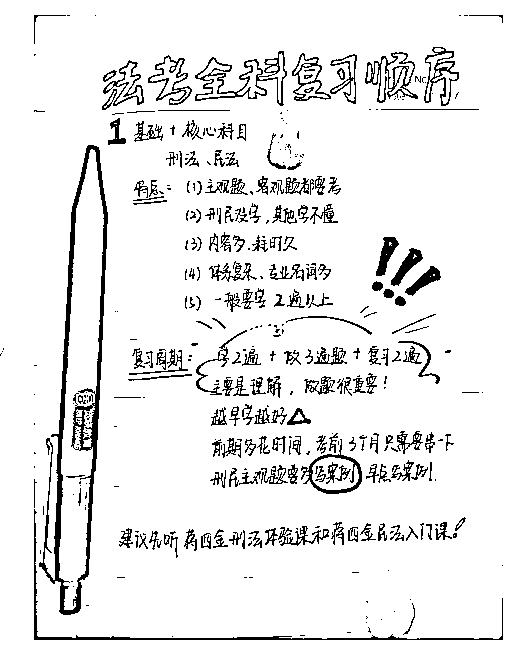 法考全科复习顺序
NO.
1 基础 + 核心科目
刑法、民法
特点：(1) 主观题、客观题都要考
(2) 刑民没学，其他学不懂
(3) 内容多、耗时久
(4) 体系复杂、专业名词多
(5) 一般要学2遍以上
复习周期：学2遍 + 做3遍题 + 复习2遍
主要是理解，做题很重要！
越早学越好
前期多花时间，考前3个月只需要串一下
刑民主观题要多写案例 早点写案例.
建议先听蒋四金刑法体验课和蒋四金民法入门课！